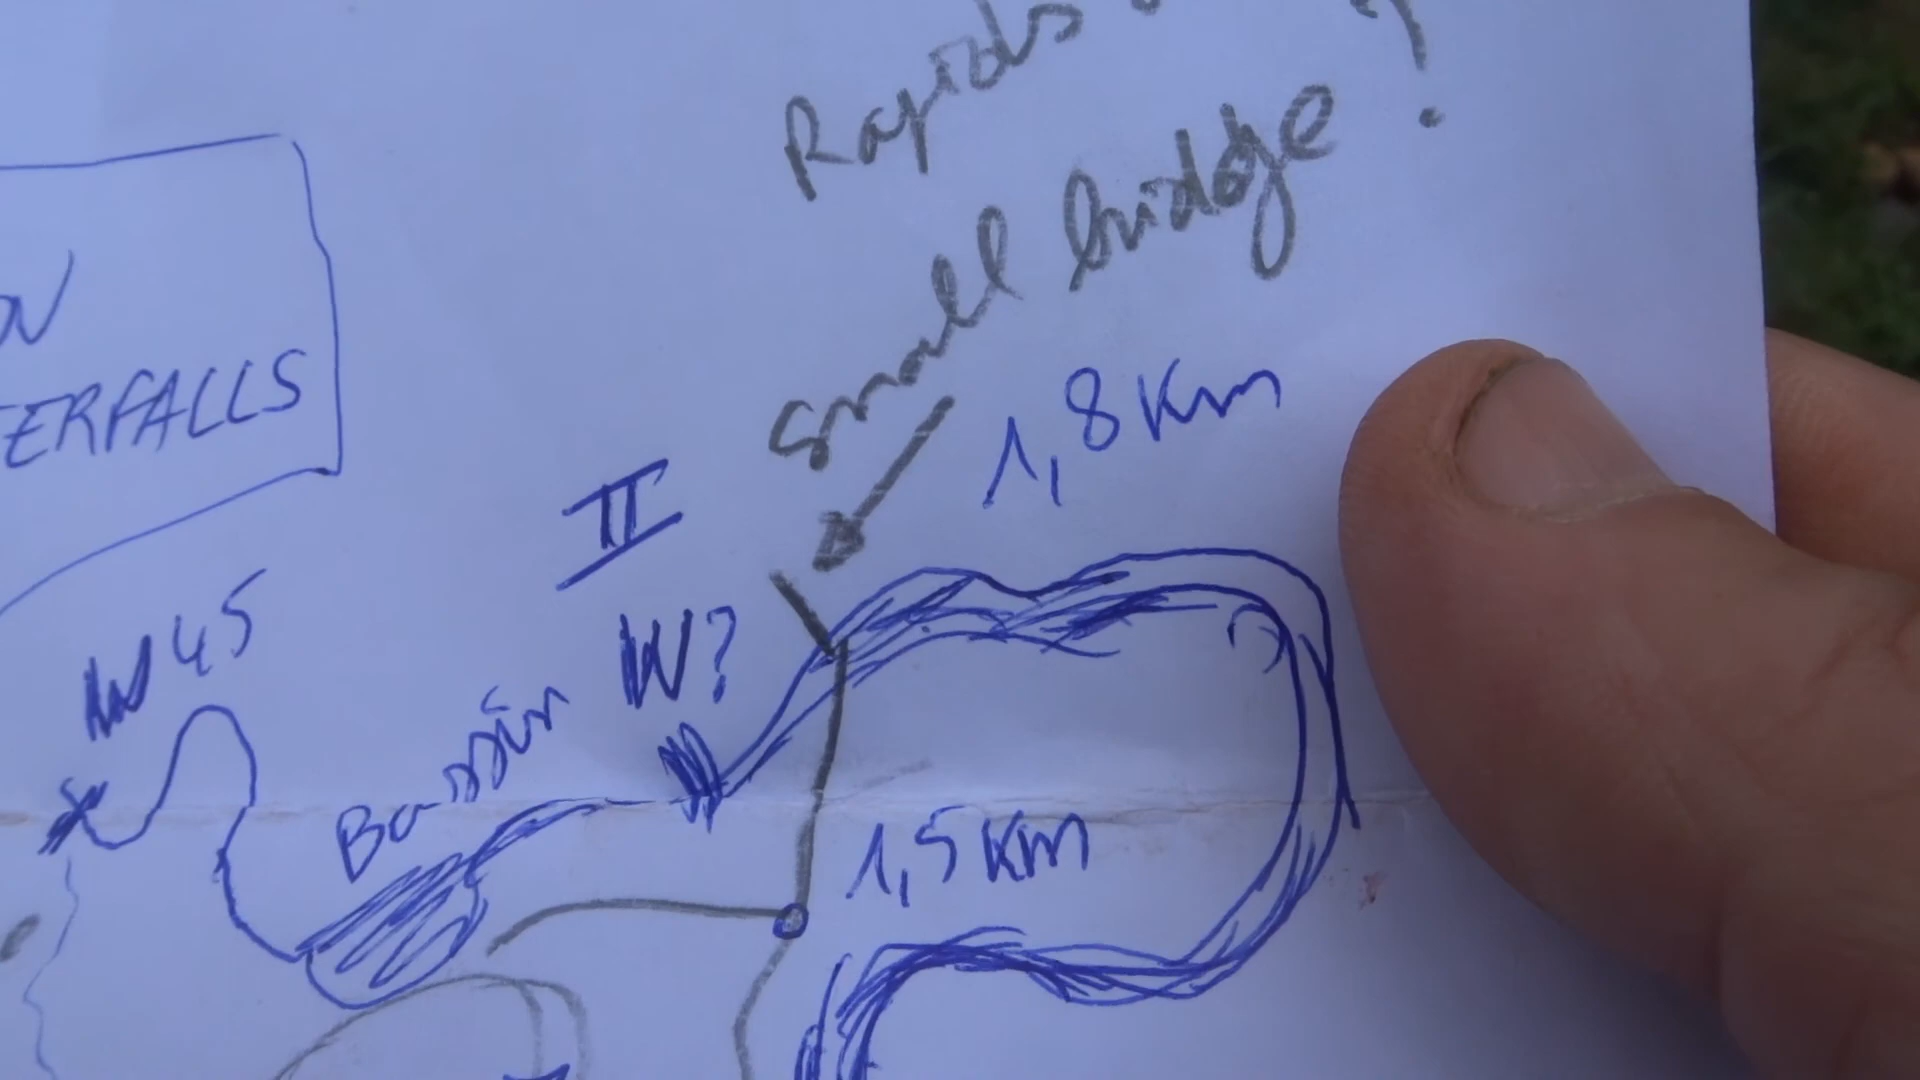 Rapids
small bridge ?
1,8 Km
ERFALLS
II
W 45
W?
Bassin
1,5 Km